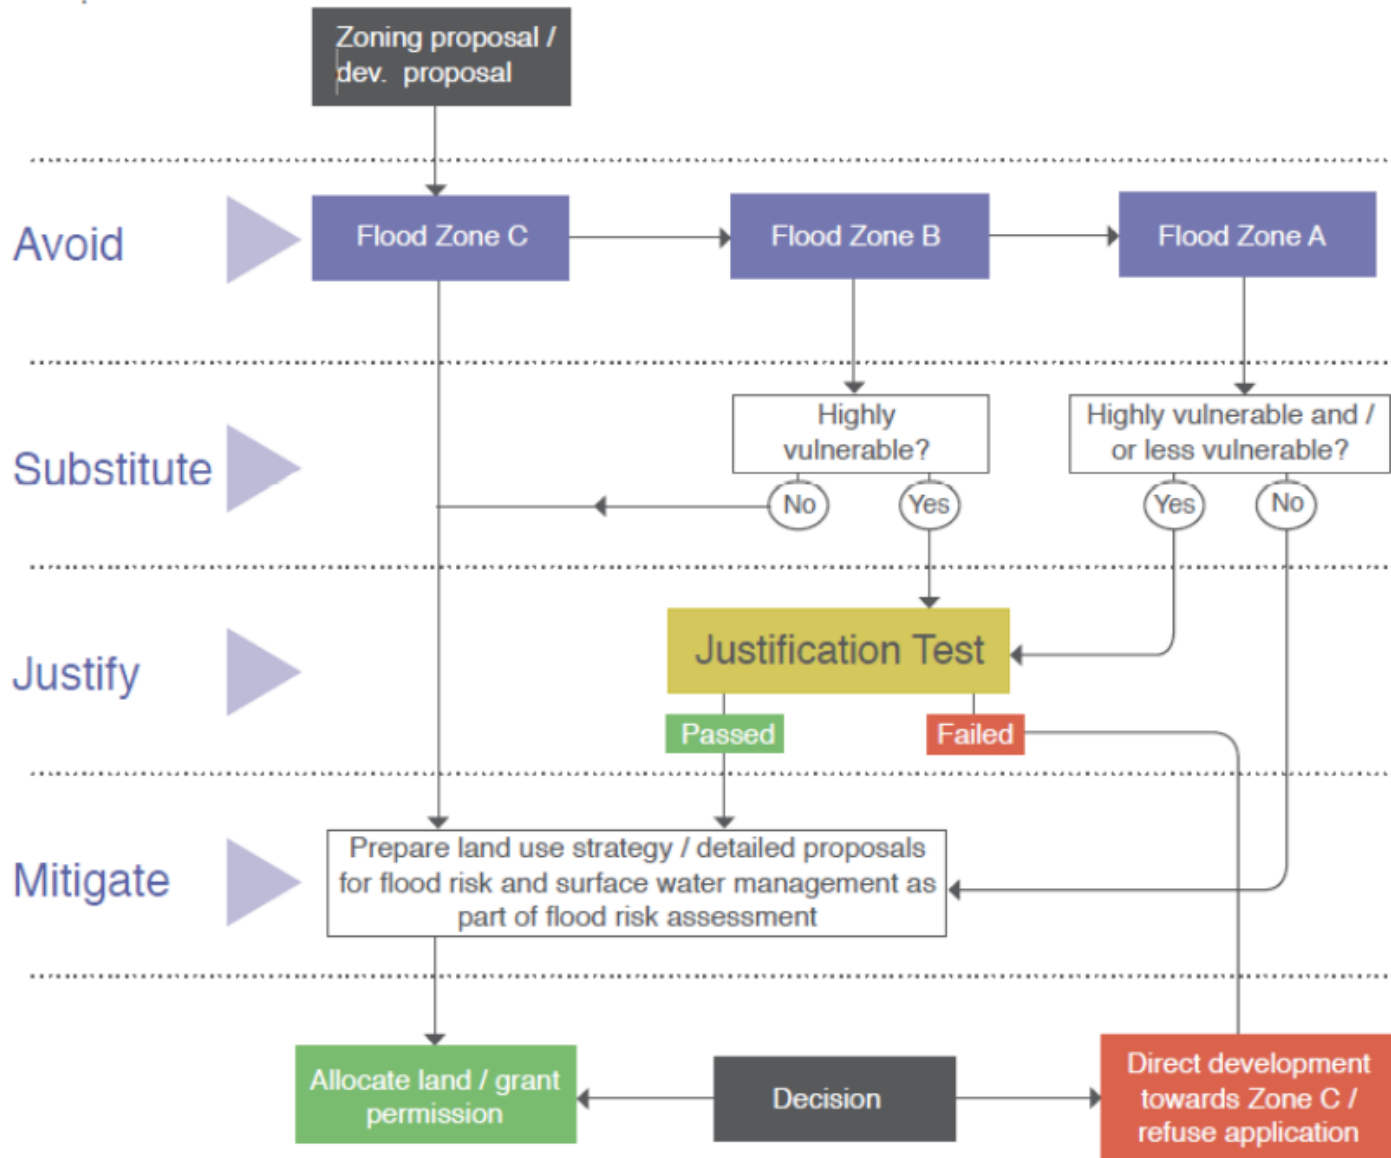 Zoning proposal /
dev. proposal
Avoid
Flood Zone C
Flood Zone B
Flood Zone A
Substitute
Highly
vulnerable?
Highly vulnerable and /
or less vulnerable?
No
Yes
Yes
No
Justify
Justification Test
Passed
Failed
Mitigate
Prepare land use strategy / detailed proposals
for flood risk and surface water management as
part of flood risk assessment
Allocate land / grant
permission
Decision
Direct development
towards Zone C /
refuse application